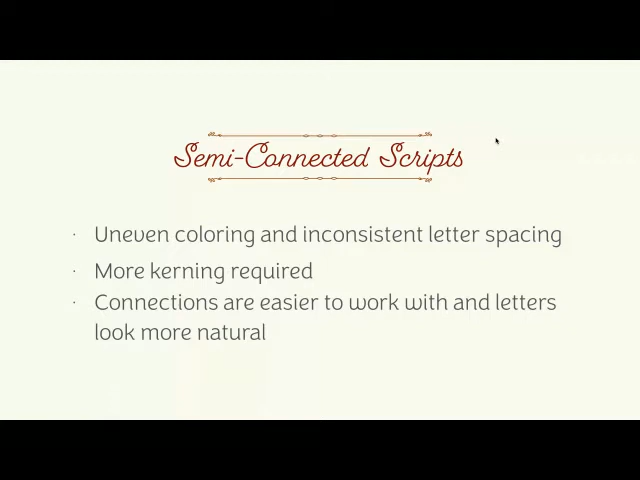 Semi-Connected Scripts
· Uneven coloring and inconsistent letter spacing
· More kerning required
· Connections are easier to work with and letters
look more natural